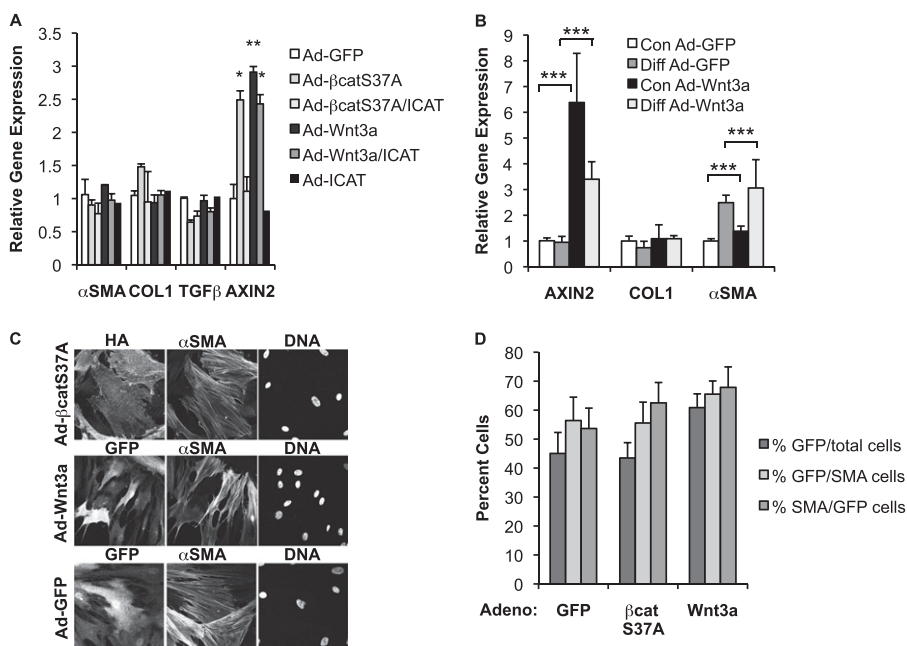 A
Relative Gene Expression
3.5
3
2.5
2
1.5
1
0.5
0
* ** *
αSMA COL1 TGFβ AXIN2
Ad-GFP
Ad-βcatS37A
Ad-βcatS37A/ICAT
Ad-Wnt3a
Ad-Wnt3a/ICAT
Ad-ICAT
B
Relative Gene Expression
9
8
7
6
5
4
3
2
1
0
***
***
***
***
AXIN2 COL1 αSMA
Con Ad-GFP
Diff Ad-GFP
Con Ad-Wnt3a
Diff Ad-Wnt3a
C
HA αSMA DNA
Ad-βcatS37A
GFP αSMA DNA
Ad-Wnt3a
GFP αSMA DNA
Ad-GFP
D
Percent Cells
80
70
60
50
40
30
20
10
0
Adeno: GFP βcat Wnt3a
S37A
% GFP/total cells
% GFP/SMA cells
% SMA/GFP cells